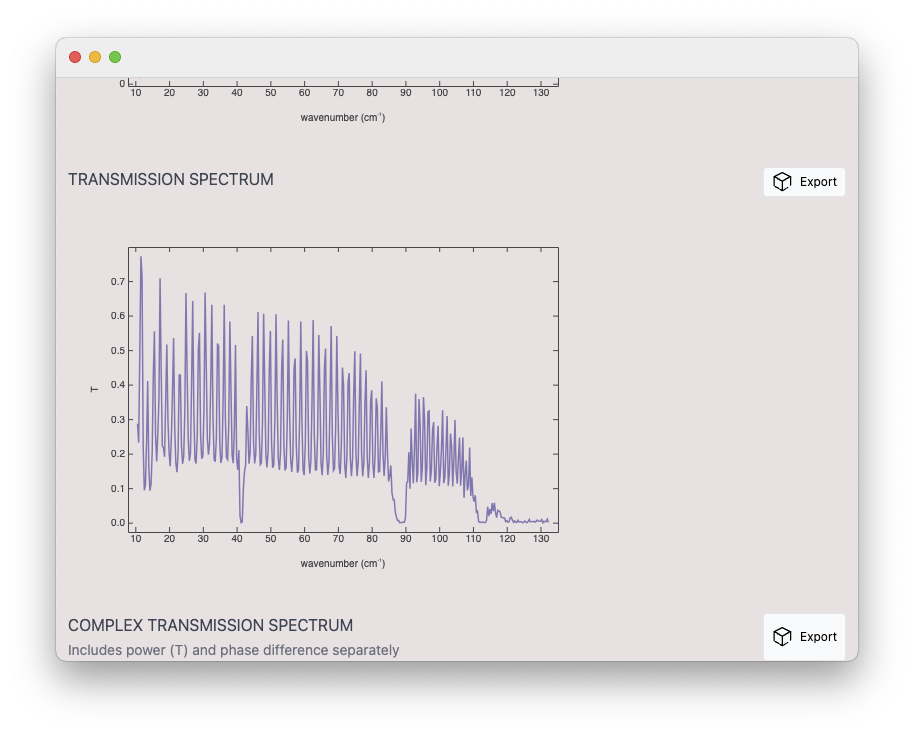 0
10 20 30 40 50 60 70 80 90 100 110 120 130
wavenumber (cm⁻¹)
TRANSMISSION SPECTRUM
Export
0.7
0.6
0.5
T
0.4
0.3
0.2
0.1
0.0
10 20 30 40 50 60 70 80 90 100 110 120 130
wavenumber (cm⁻¹)
COMPLEX TRANSMISSION SPECTRUM
Export
Includes power (T) and phase difference separately